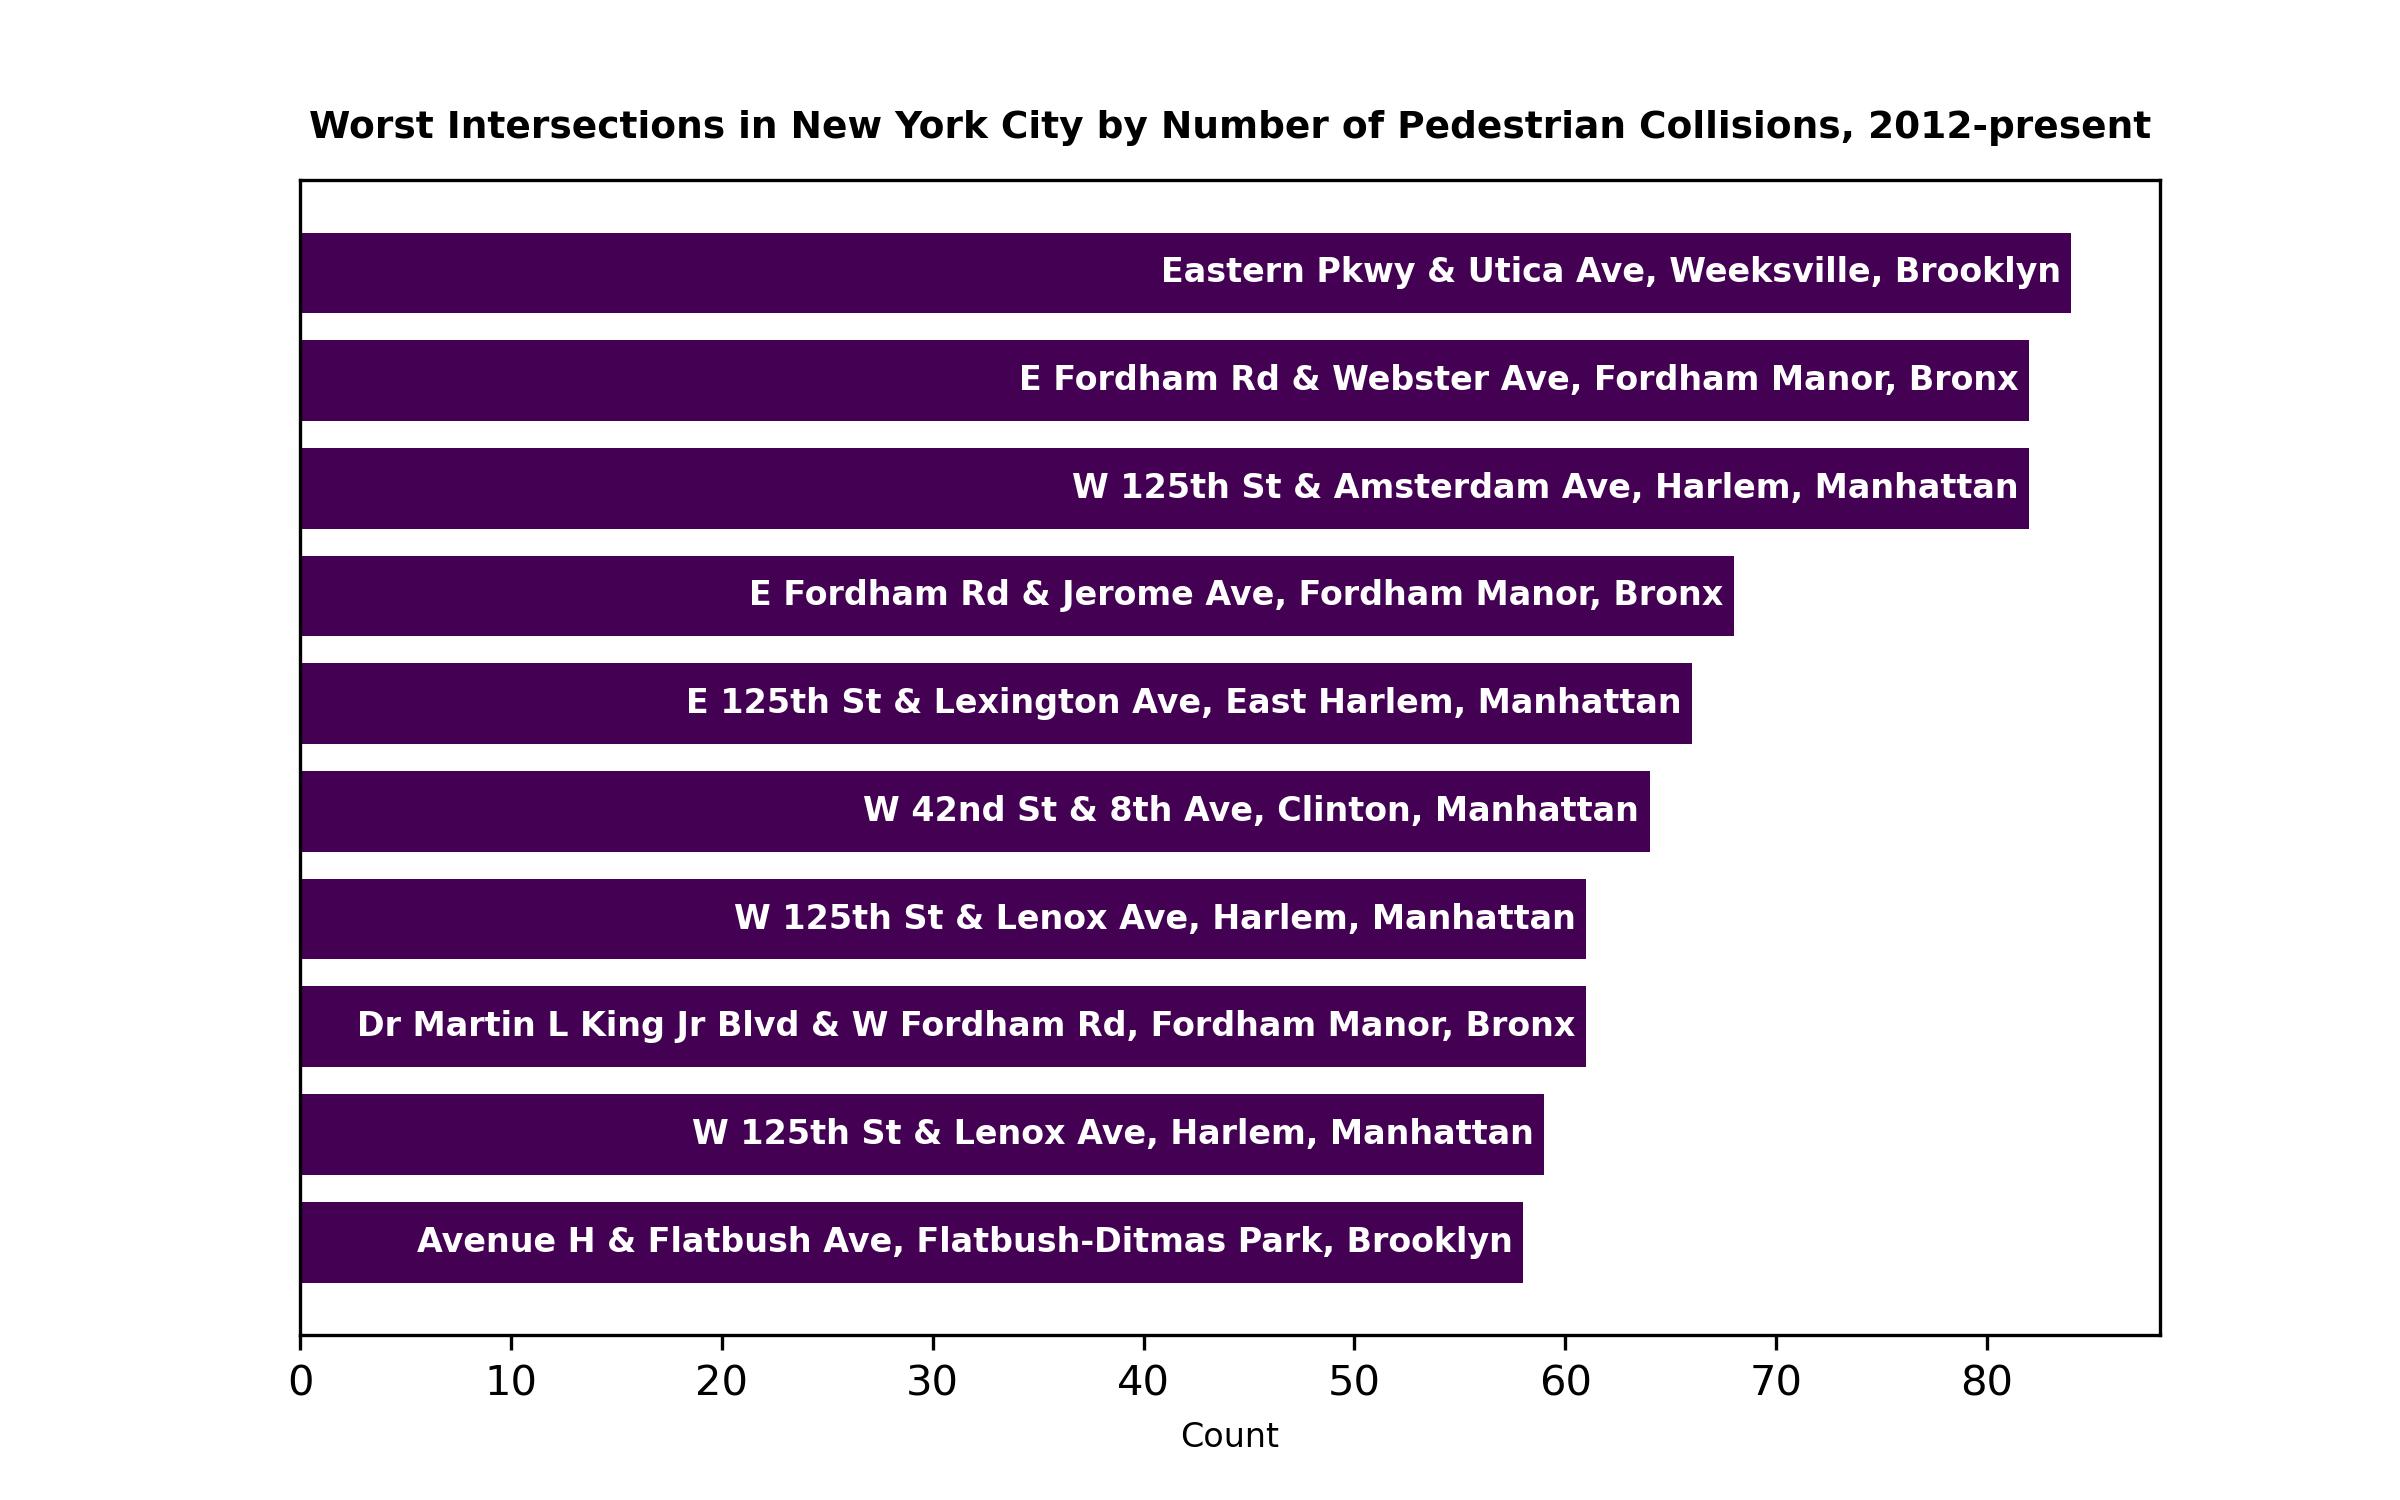 Worst Intersections in New York City by Number of Pedestrian Collisions, 2012-present
Eastern Pkwy & Utica Ave, Weeksville, Brooklyn
E Fordham Rd & Webster Ave, Fordham Manor, Bronx
W 125th St & Amsterdam Ave, Harlem, Manhattan
E Fordham Rd & Jerome Ave, Fordham Manor, Bronx
E 125th St & Lexington Ave, East Harlem, Manhattan
W 42nd St & 8th Ave, Clinton, Manhattan
W 125th St & Lenox Ave, Harlem, Manhattan
Dr Martin L King Jr Blvd & W Fordham Rd, Fordham Manor, Bronx
W 125th St & Lenox Ave, Harlem, Manhattan
Avenue H & Flatbush Ave, Flatbush-Ditmas Park, Brooklyn
0 10 20 30 40 50 60 70 80
Count